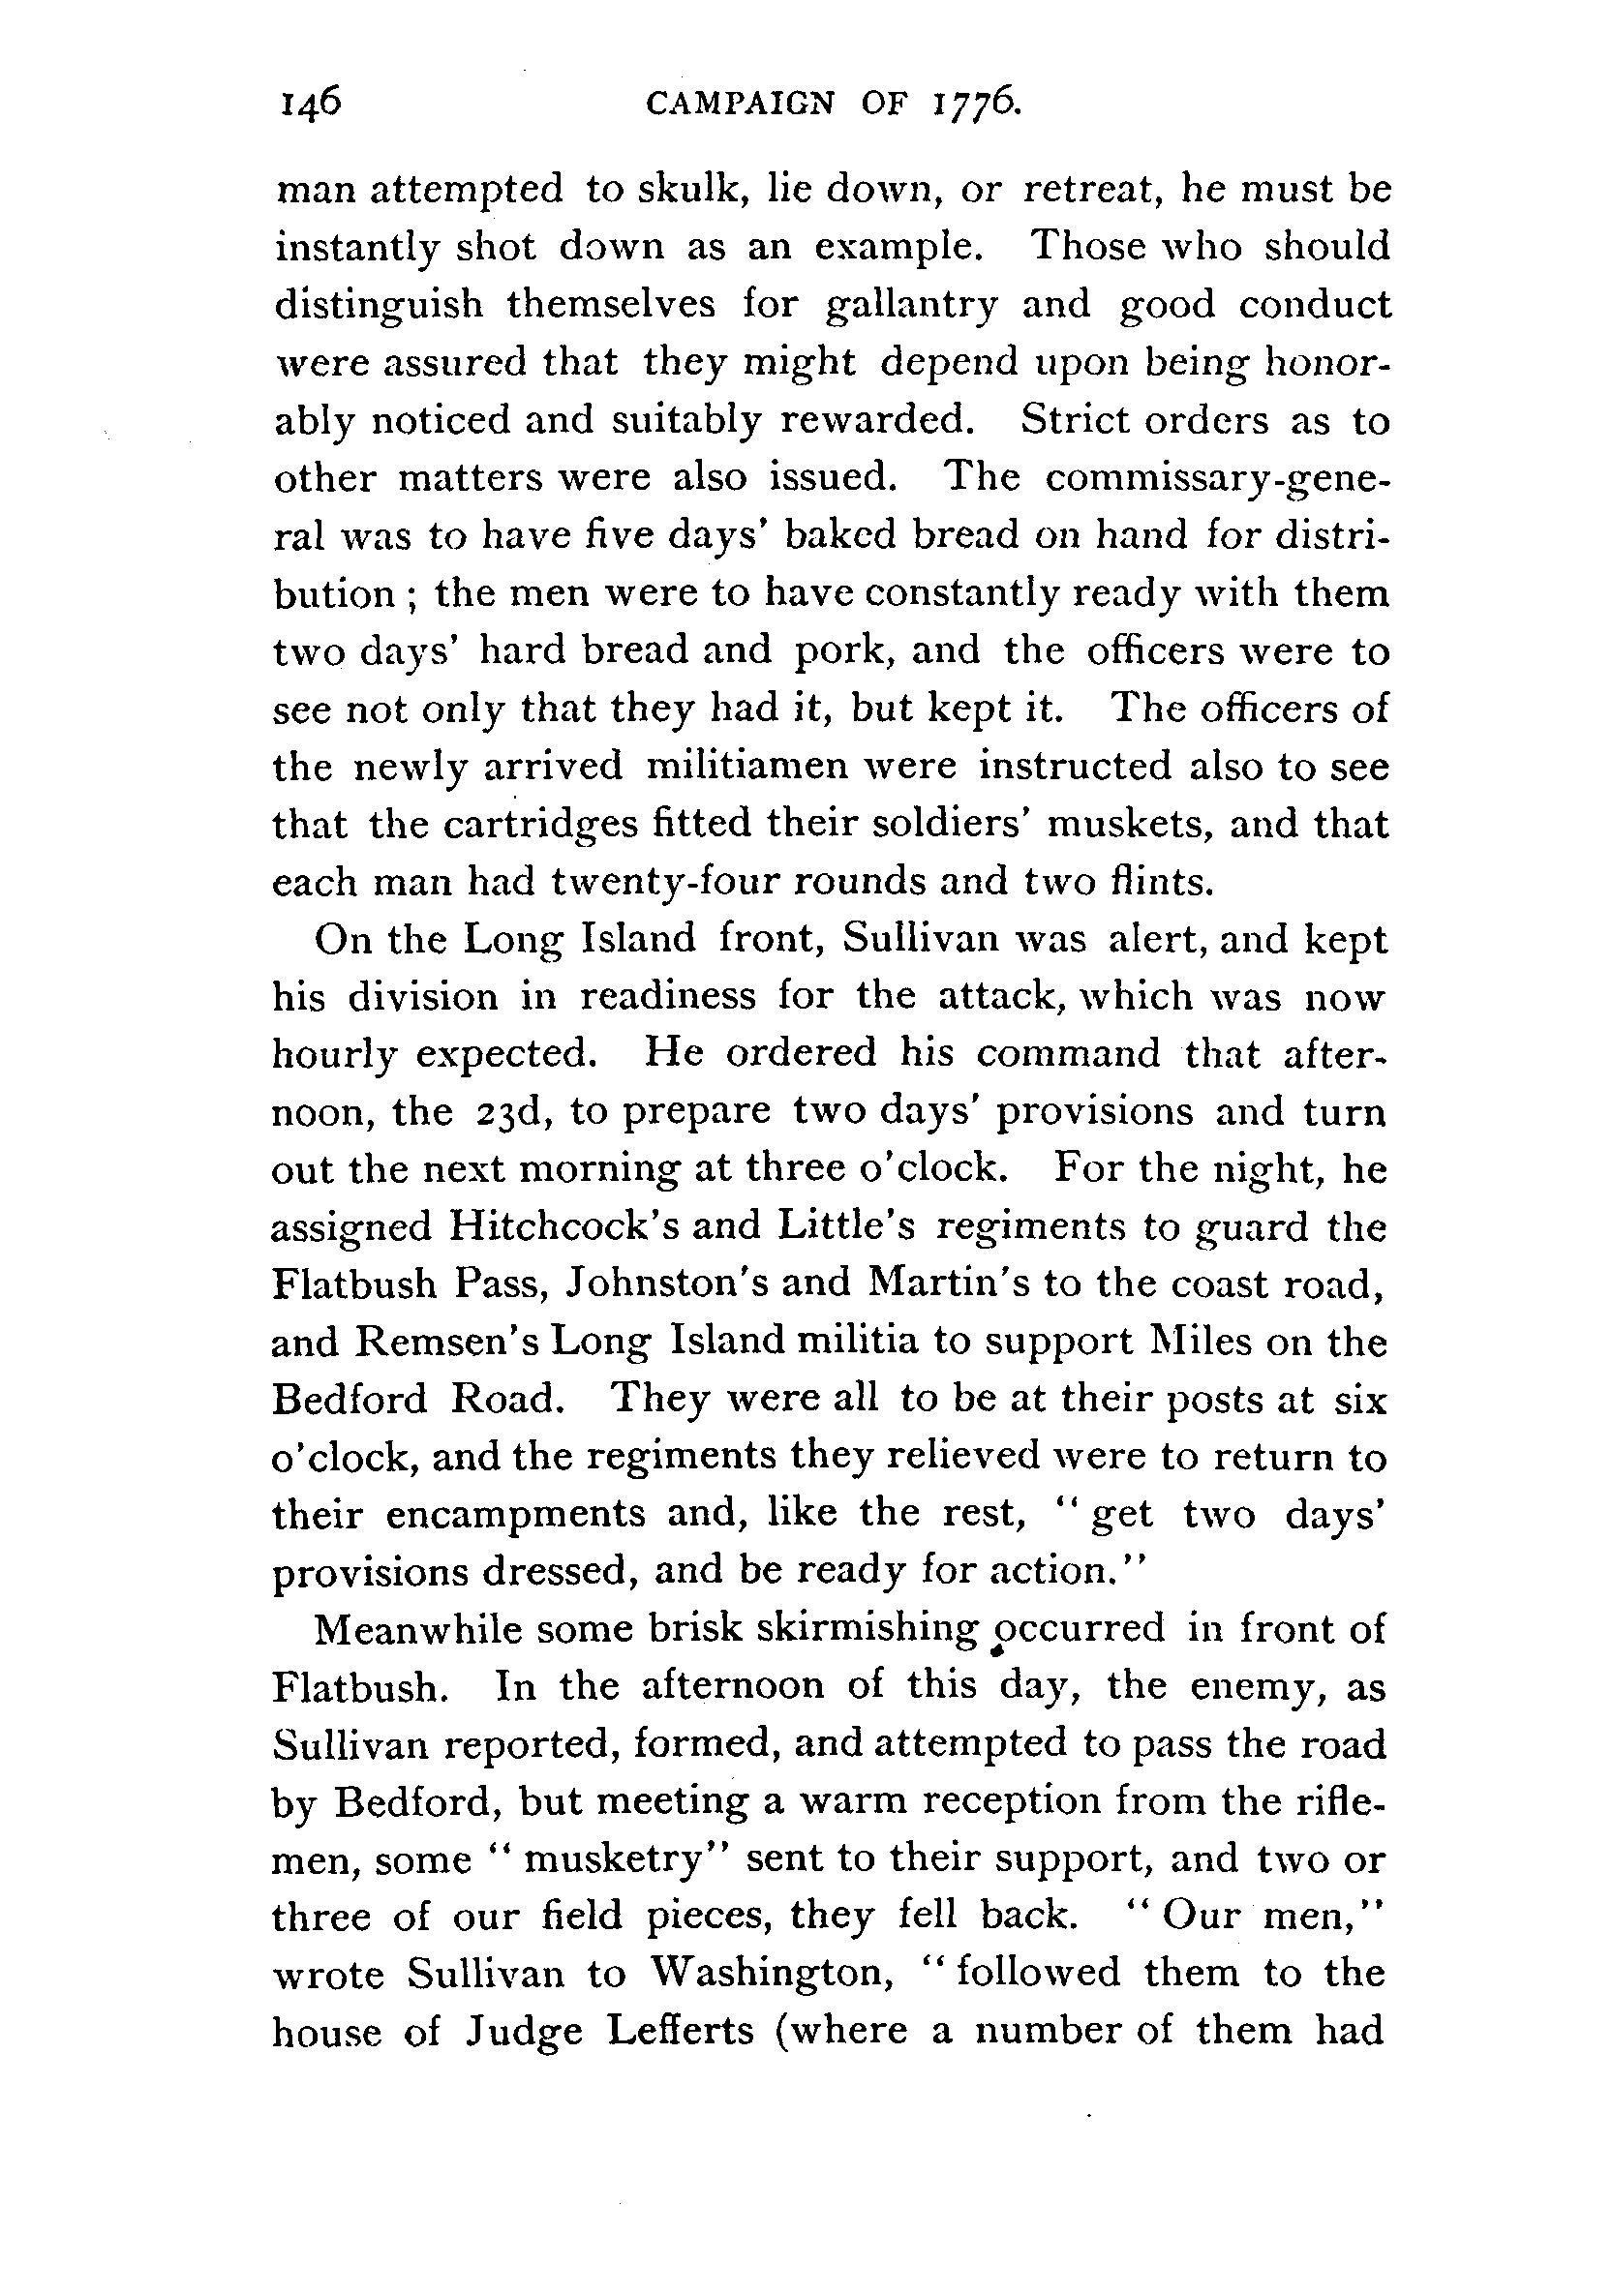 146 CAMPAIGN OF 1776.
man attempted to skulk, lie down, or retreat, he must be
instantly shot down as an example. Those who should
distinguish themselves for gallantry and good conduct
were assured that they might depend upon being honor-
ably noticed and suitably rewarded. Strict orders as to
other matters were also issued. The commissary-gene-
ral was to have five days' baked bread on hand for distri-
bution ; the men were to have constantly ready with them
two days' hard bread and pork, and the officers were to
see not only that they had it, but kept it. The officers of
the newly arrived militiamen were instructed also to see
that the cartridges fitted their soldiers' muskets, and that
each man had twenty-four rounds and two flints.
On the Long Island front, Sullivan was alert, and kept
his division in readiness for the attack, which was now
hourly expected. He ordered his command that after-
noon, the 23d, to prepare two days' provisions and turn
out the next morning at three o'clock. For the night, he
assigned Hitchcock's and Little's regiments to guard the
Flatbush Pass, Johnston's and Martin's to the coast road,
and Remsen's Long Island militia to support Miles on the
Bedford Road. They were all to be at their posts at six
o'clock, and the regiments they relieved were to return to
their encampments and, like the rest, " get two days'
provisions dressed, and be ready for action."
Meanwhile some brisk skirmishing occurred in front of
Flatbush. In the afternoon of this day, the enemy, as
Sullivan reported, formed, and attempted to pass the road
by Bedford, but meeting a warm reception from the rifle-
men, some " musketry" sent to their support, and two or
three of our field pieces, they fell back. " Our men,"
wrote Sullivan to Washington, " followed them to the
house of Judge Lefferts (where a number of them had